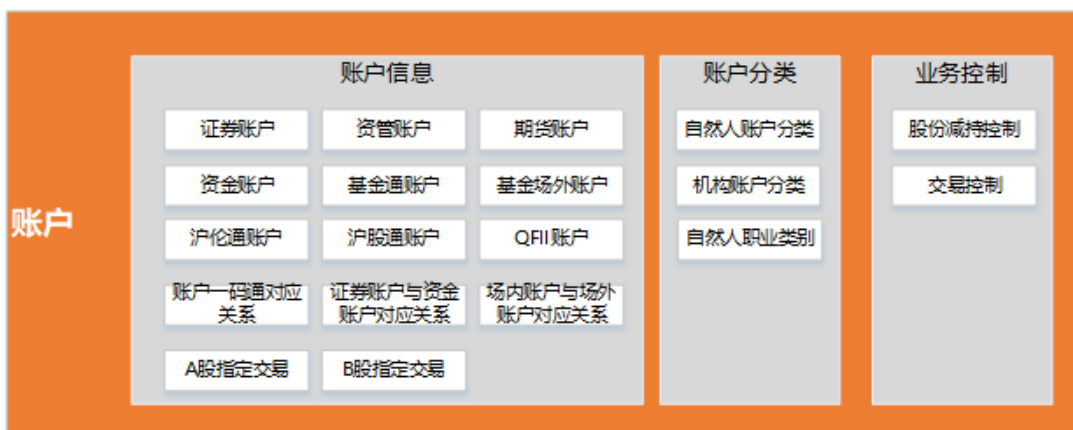 账户
账户信息
证券账户
资管账户
期货账户
资金账户
基金通账户
基金场外账户
沪伦通账户
沪股通账户
QFII账户
账户一码通对应
关系
证券账户与资金
账户对应关系
场内账户与场外
账户对应关系
A股指定交易
B股指定交易
账户分类
自然人账户分类
机构账户分类
自然人职业类别
业务控制
股份减持控制
交易控制